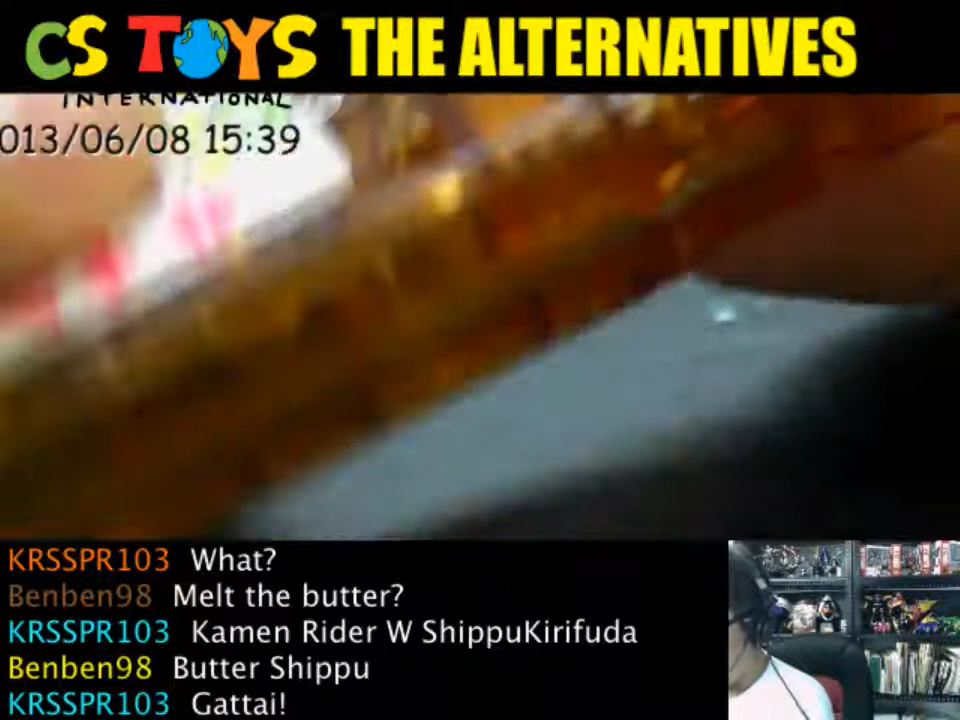 CS TOYS THE ALTERNATIVES
INTERNATIONAL
013/06/08 15:39
KRSSPR103 What?
Benben98 Melt the butter?
KRSSPR103 Kamen Rider W ShippuKirifuda
Benben98 Butter Shippu
KRSSPR103 Gattai!